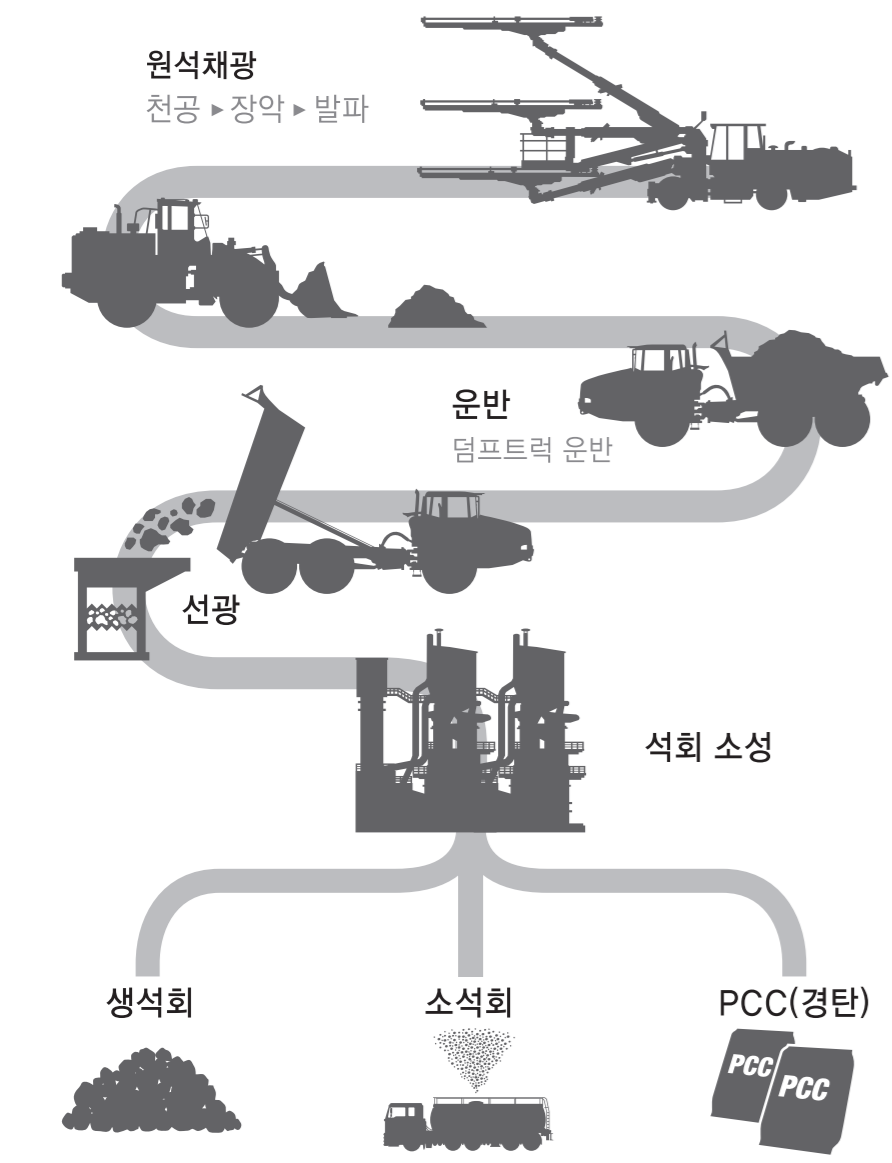 원석채광
천공 ▸ 장악 ▸ 발파
운반
덤프트럭 운반
선광
석회 소성
생석회
소석회
PCC(경탄)
PCC
PCC